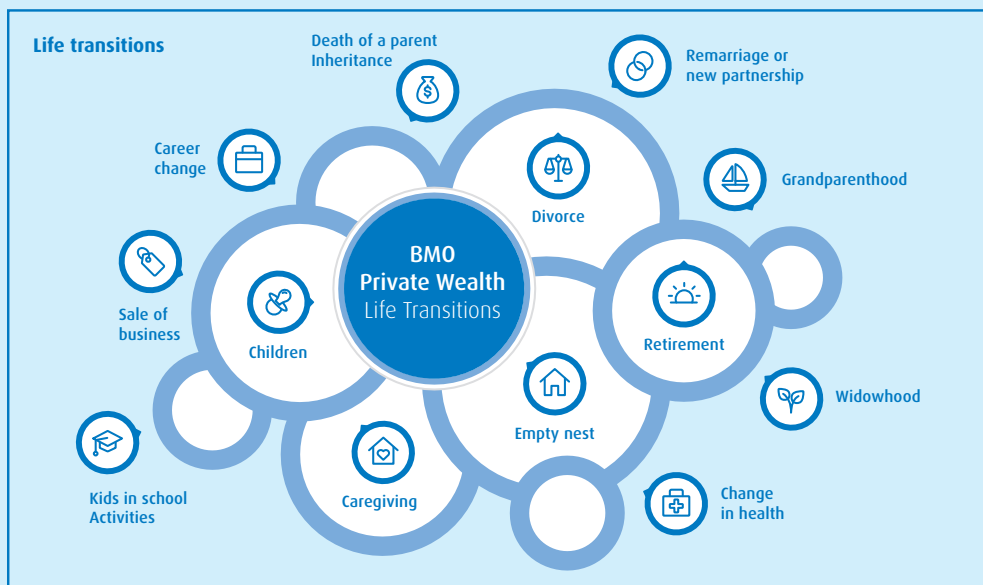 Life transitions
Death of a parent
Inheritance
Remarriage or
new partnership
Career
change
Grandparenthood
Divorce
BMO
Private Wealth
Life Transitions
Sale of
business
Children
Retirement
Widowhood
Empty nest
Kids in school
Activities
Caregiving
Change
in health
$